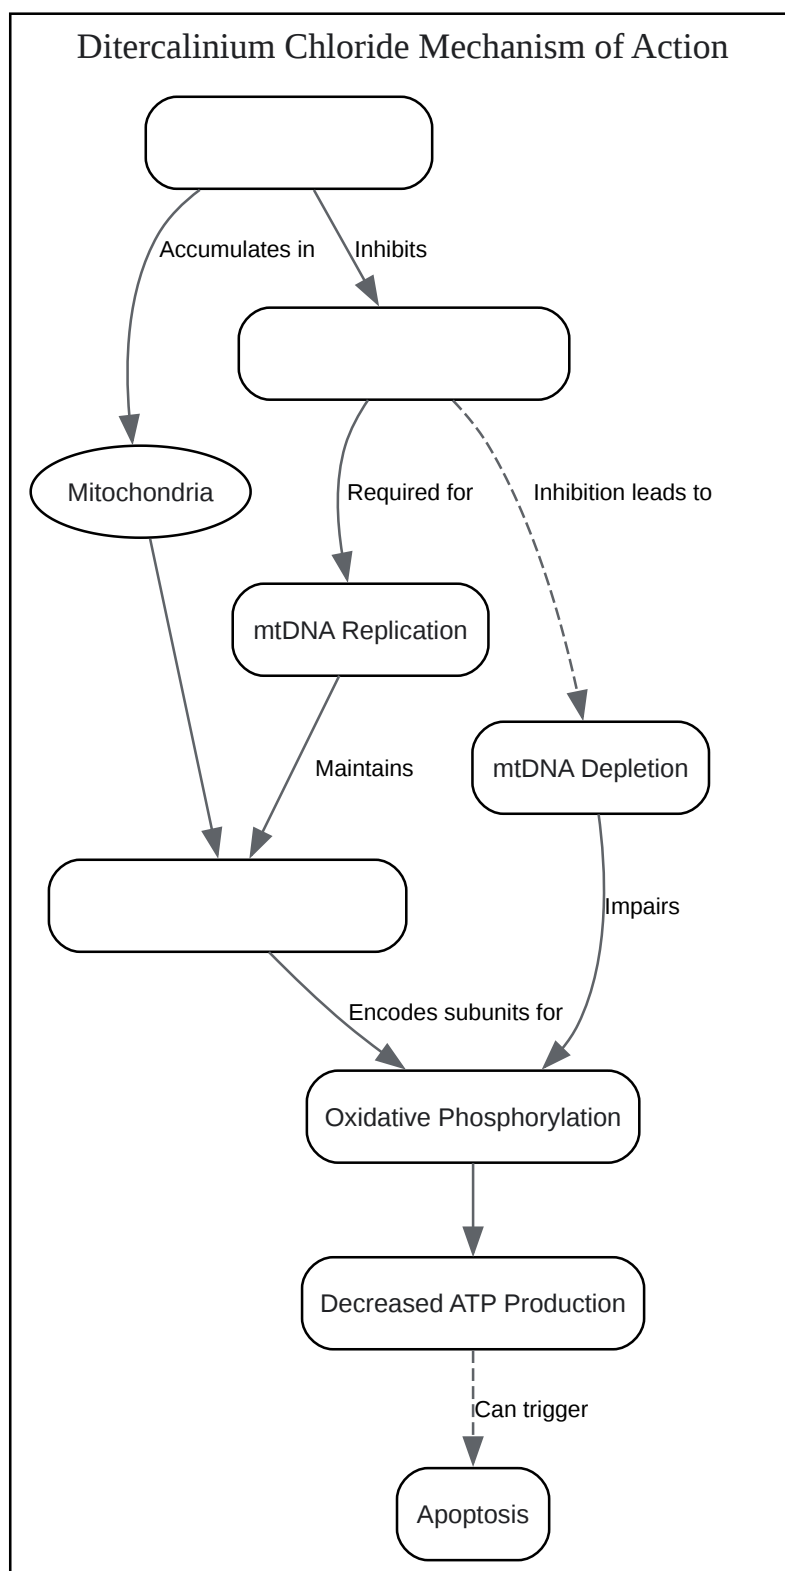 Ditercalinium Chloride Mechanism of Action
Accumulates in
Inhibits
Mitochondria
Required for
Inhibition leads to
mtDNA Replication
Maintains
mtDNA Depletion
Impairs
Encodes subunits for
Oxidative Phosphorylation
Decreased ATP Production
Can trigger
Apoptosis